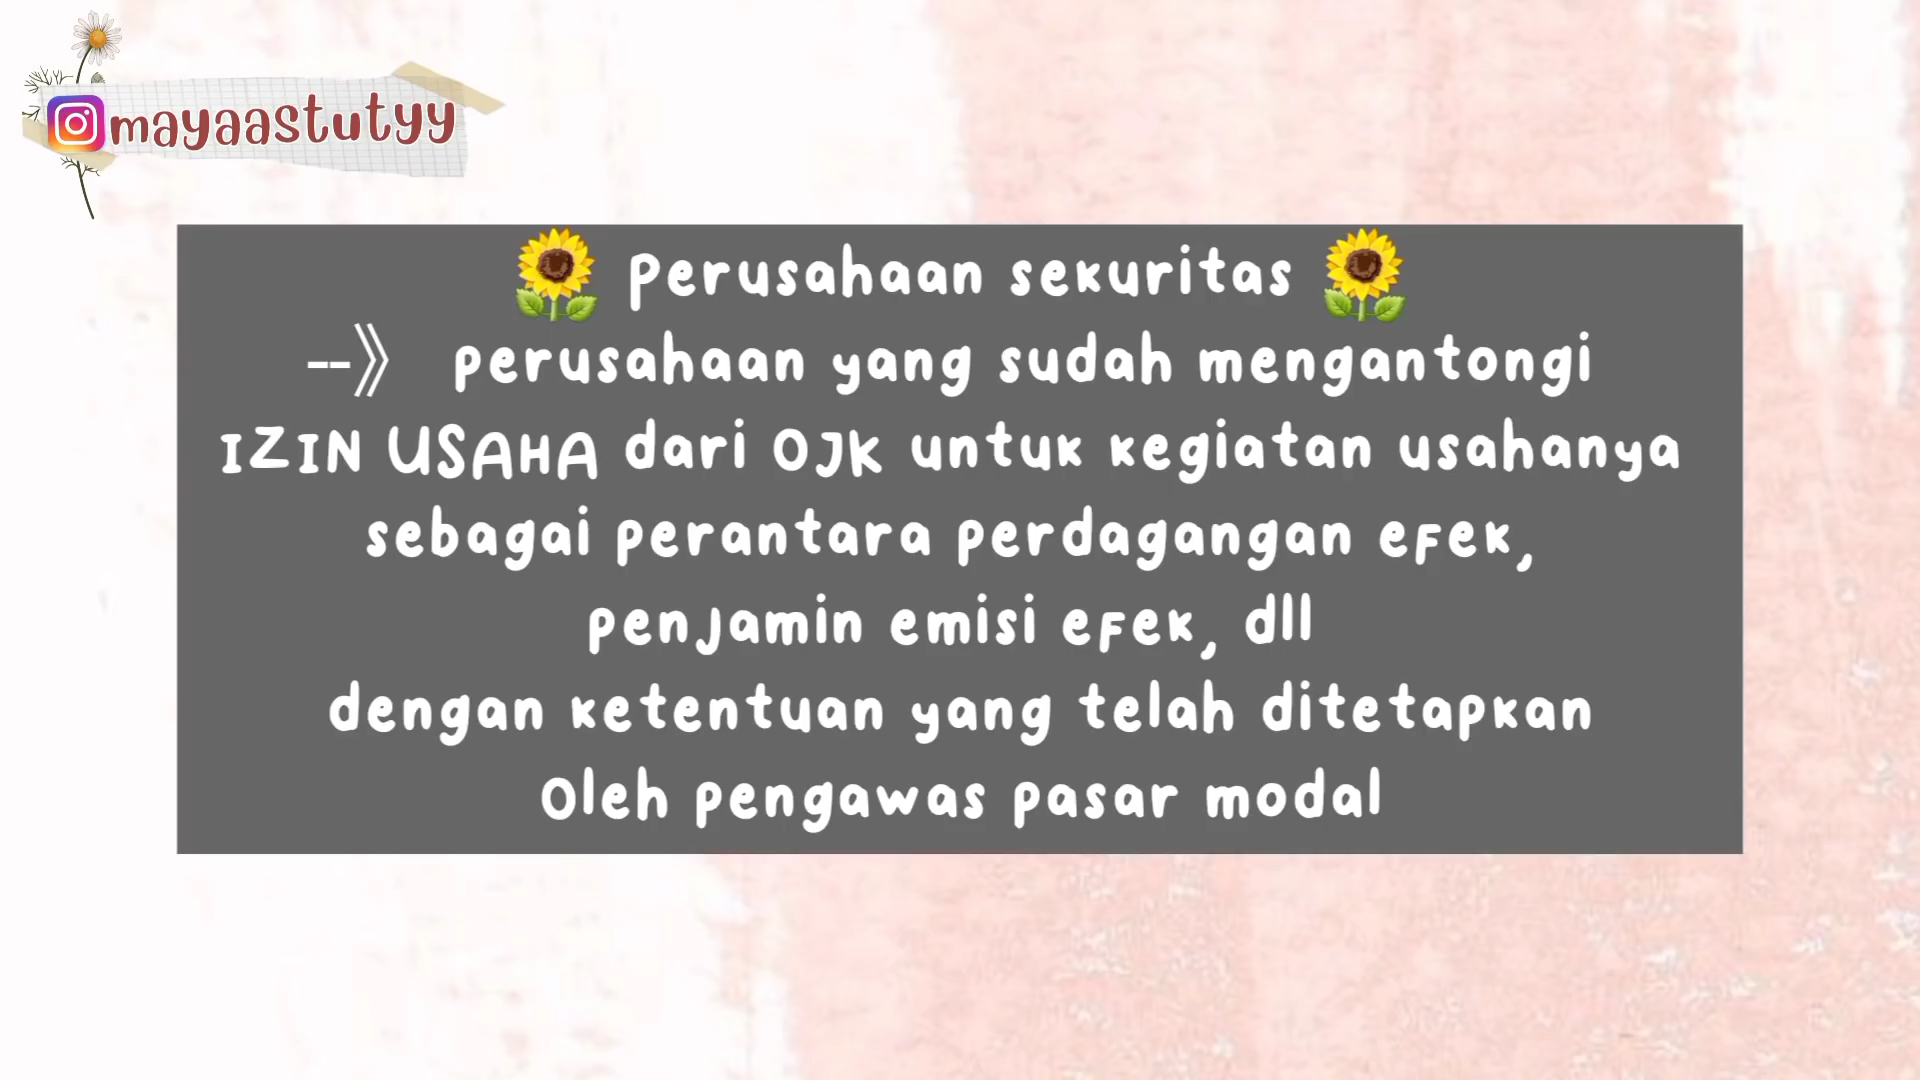 mayaastutyy
🌻 perusahaan sekuritas 🌻
--》 perusahaan yang sudah mengantongi
IZIN USAHA dari OJK untuk kegiatan usahanya
sebagai perantara perdagangan efek,
penjamin emisi efek, dll
dengan ketentuan yang telah ditetapkan
Oleh pengawas pasar modal